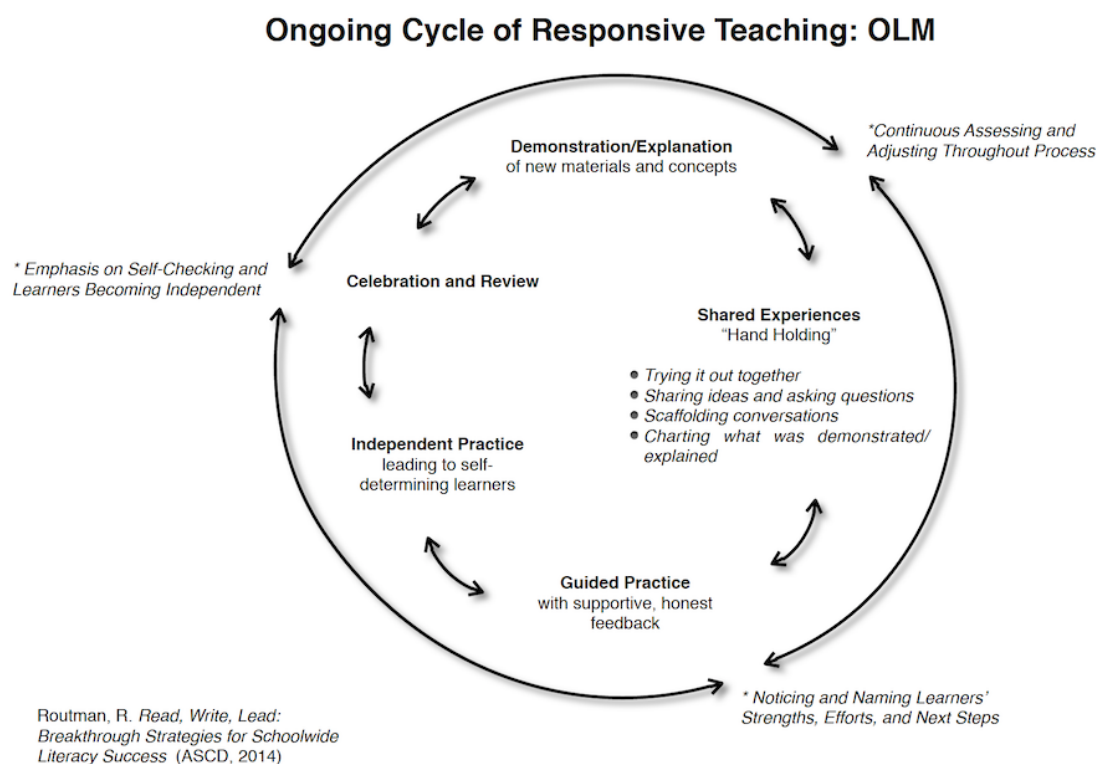 Ongoing Cycle of Responsive Teaching: OLM
*Continuous Assessing and
Adjusting Throughout Process
Demonstration/Explanation
of new materials and concepts
* Emphasis on Self-Checking and
Learners Becoming Independent
Celebration and Review
Shared Experiences
“Hand Holding”
• Trying it out together
• Sharing ideas and asking questions
• Scaffolding conversations
• Charting what was demonstrated/
explained
Independent Practice
leading to self-
determining learners
Guided Practice
with supportive, honest
feedback
* Noticing and Naming Learners’
Strengths, Efforts, and Next Steps
Routman, R. Read, Write, Lead:
Breakthrough Strategies for Schoolwide
Literacy Success (ASCD, 2014)